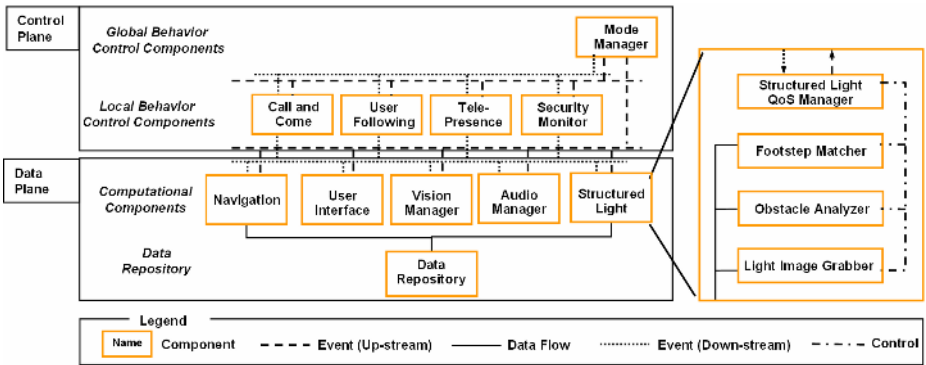 Control
Plane
Global Behavior
Control Components
Mode
Manager
Local Behavior
Control Components
Call and
Come
User
Following
Tele-
Presence
Security
Monitor
Data
Plane
Computational
Components
Navigation
User
Interface
Vision
Manager
Audio
Manager
Structured
Light
Data
Repository
Data
Repository
Structured Light
QoS Manager
Footstep Matcher
Obstacle Analyzer
Light Image Grabber
Legend
Name
Component
Event (Up-stream)
Data Flow
Event (Down-stream)
Control